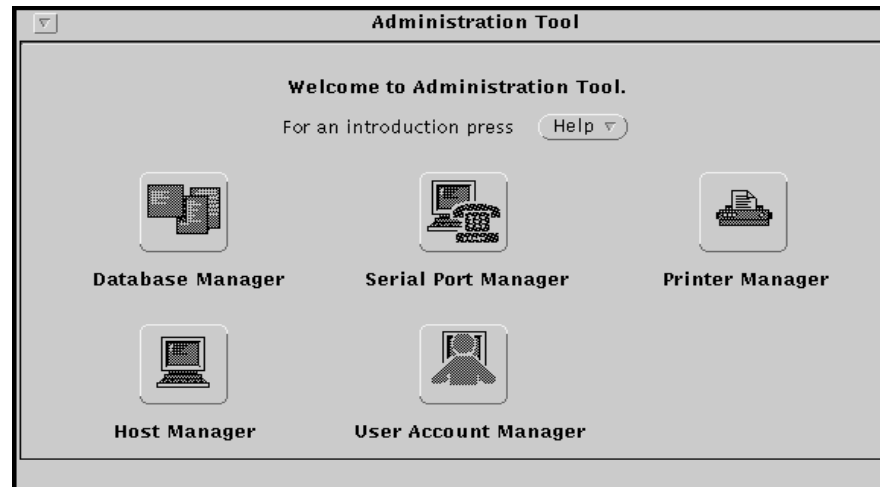 Administration Tool
Welcome to Administration Tool.
For an introduction press Help
Database Manager Serial Port Manager Printer Manager
Host Manager User Account Manager